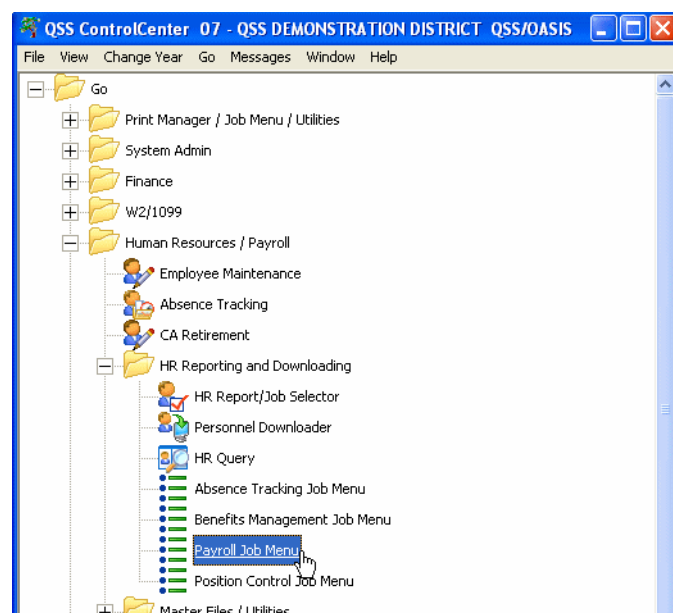 QSS ControlCenter 07 - QSS DEMONSTRATION DISTRICT QSS/OASIS
File View Change Year Go Messages Window Help
Go
Print Manager / Job Menu / Utilities
System Admin
Finance
W2/1099
Human Resources / Payroll
Employee Maintenance
Absence Tracking
CA Retirement
HR Reporting and Downloading
HR Report/Job Selector
Personnel Downloader
HR Query
Absence Tracking Job Menu
Benefits Management Job Menu
Payroll Job Menu
Position Control Job Menu
Master Files / Utilities